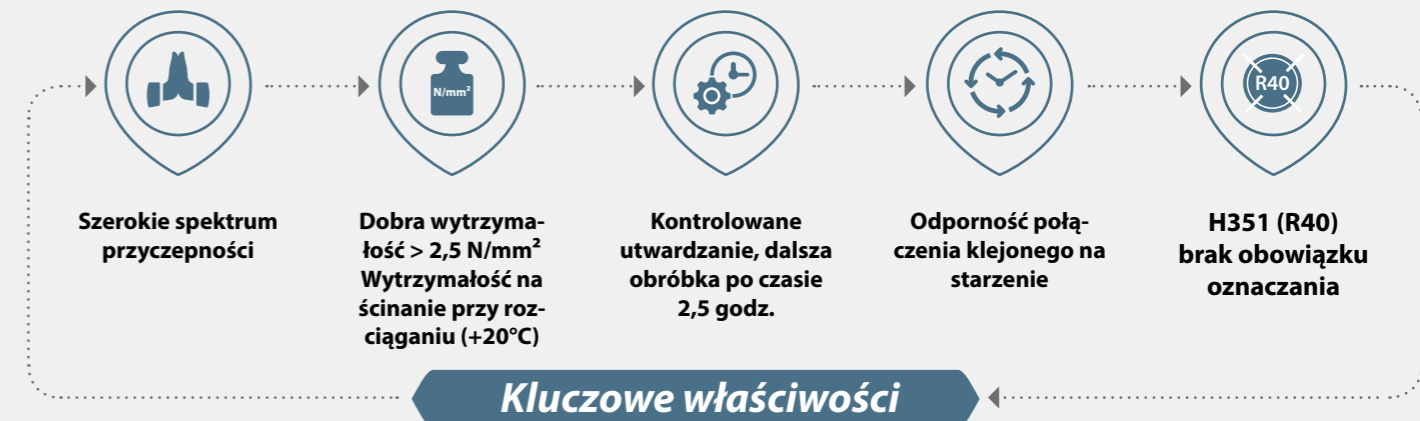 N/mm²
R40
Szerokie spektrum
przyczepności
Dobra wytrzyma-
łość > 2,5 N/mm²
Wytrzymałość na
ścinanie przy roz-
ciąganiu (+20°C)
Kontrolowane
utwardzanie, dalsza
obróbka po czasie
2,5 godz.
Odporność połą-
czenia klejonego na
starzenie
H351 (R40)
brak obowiązku
oznaczania
Kluczowe właściwości